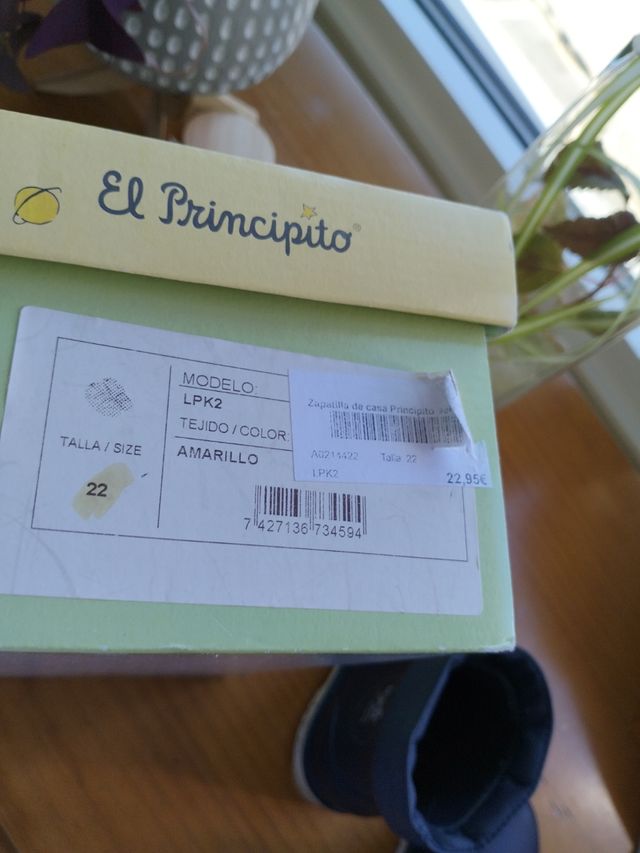 El Principito®
MODELO:
LPK2
TEJIDO / COLOR:
AMARILLO
TALLA / SIZE
22
Zapatilla de casa Principito
A0211422 Talla: 22
LPK2
22,95€
7 427136 734594